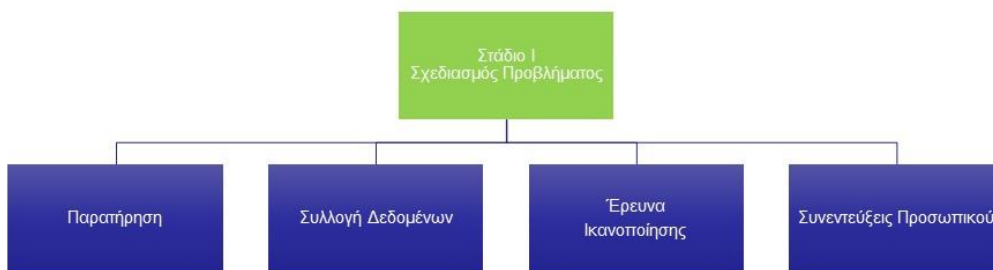 Στάδιο Ι
Σχεδιασμός Προβλήματος
Παρατήρηση
Συλλογή Δεδομένων
Έρευνα
Ικανοποίησης
Συνεντεύξεις Προσωπικού